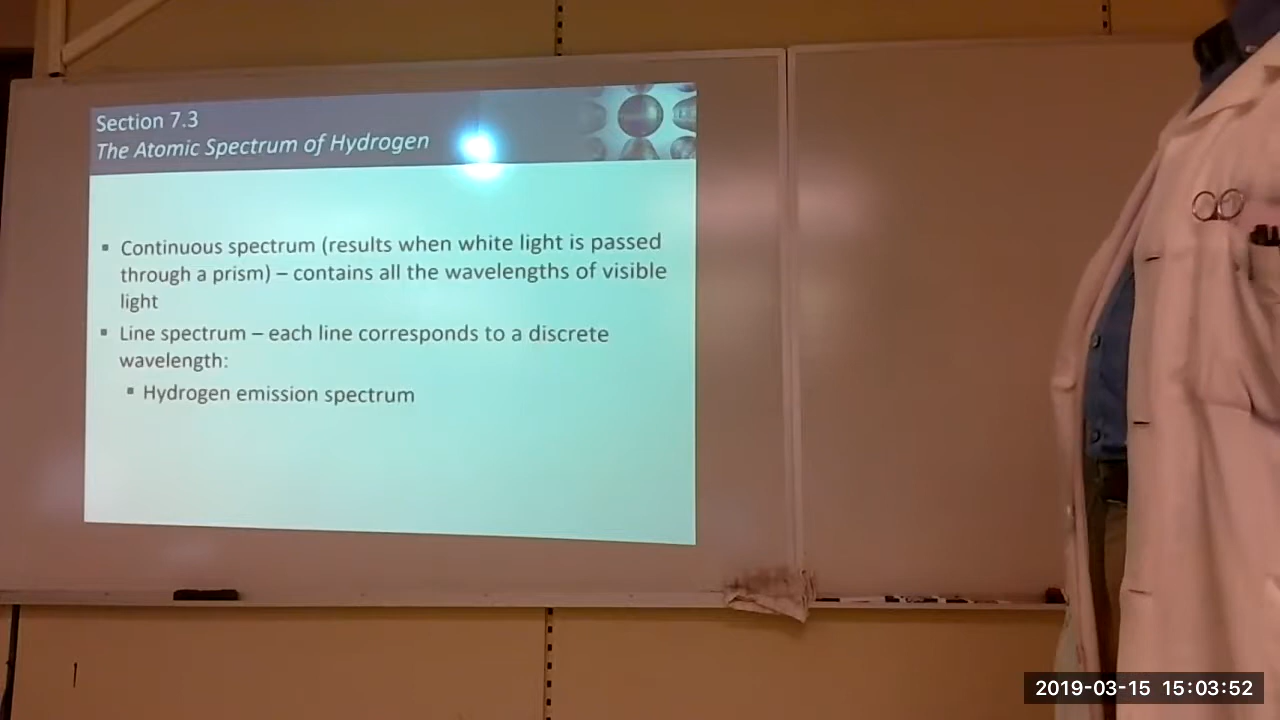 Section 7.3
The Atomic Spectrum of Hydrogen
▪ Continuous spectrum (results when white light is passed
through a prism) – contains all the wavelengths of visible
light
▪ Line spectrum – each line corresponds to a discrete
wavelength:
▪ Hydrogen emission spectrum
2019-03-15 15:03:52